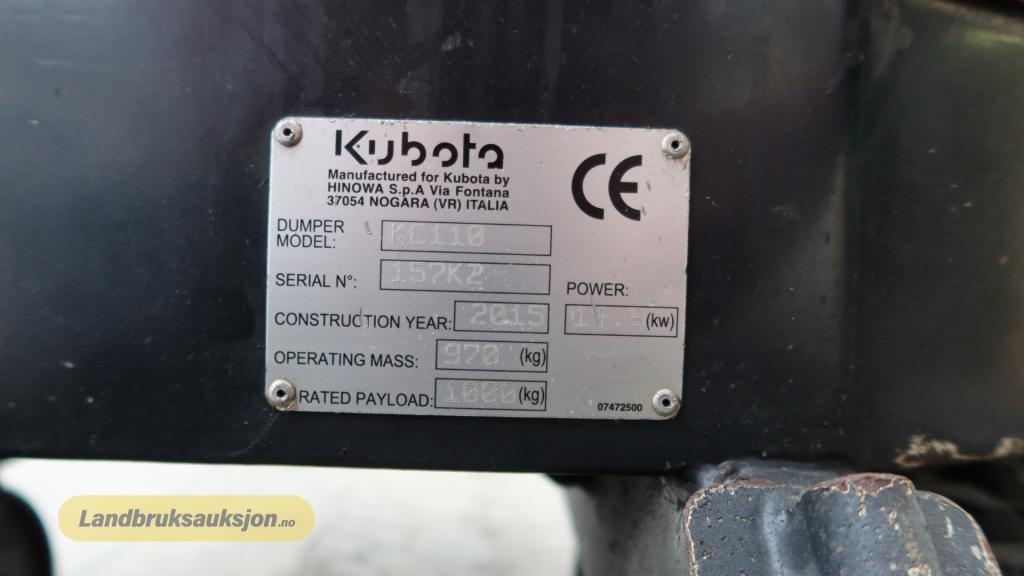 Kubota
Manufactured for Kubota by
HINOWA S.p.A Via Fontana
37054 NOGARA (VR) ITALIA
CE
DUMPER MODEL: KC110
SERIAL N°: 157K2
POWER:
CONSTRUCTION YEAR: 2015 (kw)
OPERATING MASS: 970 (kg)
RATED PAYLOAD: 1000 (kg)
07472500
Landbruksauksjon.no